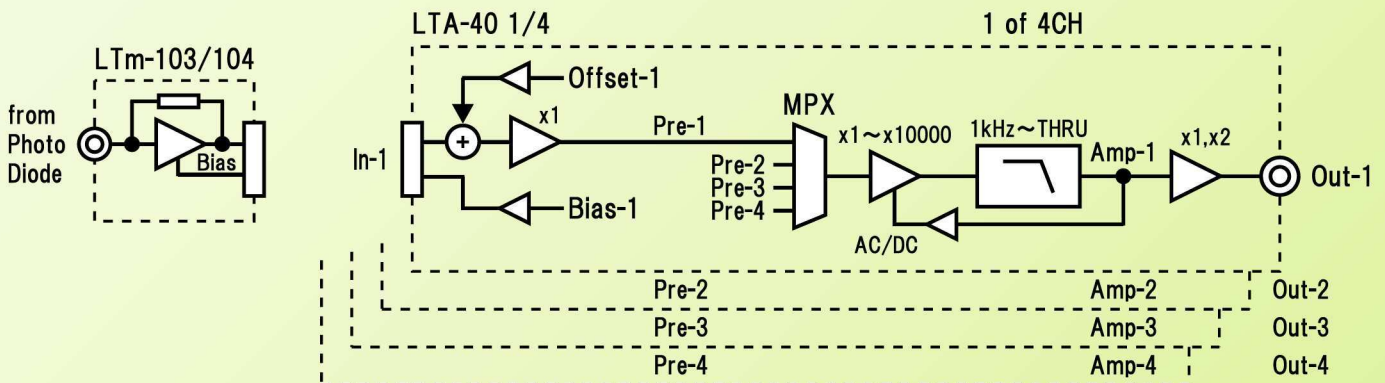 LTA-40 1/4
1 of 4CH
LTm-103/104
from
Photo
Diode
Bias
Offset-1
x1
Pre-1
MPX
x1～x10000
1kHz～THRU
Amp-1
x1,x2
In-1
+
Pre-2
Pre-3
Pre-4
Out-1
Bias-1
AC/DC
Pre-2 Amp-2 Out-2
Pre-3 Amp-3 Out-3
Pre-4 Amp-4 Out-4